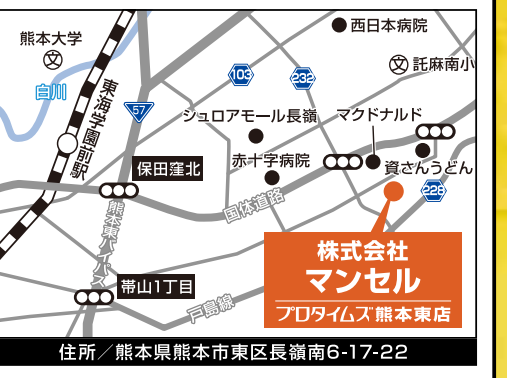 西日本病院
熊本大学
文
文
託麻南小
白川
103
232
57
東海学園前駅
シュロアモール長嶺
マクドナルド
保田窪北
赤十字病院
資さんうどん
228
国体道路
熊本東バイパス
株式会社
マンセル
プロタイムズ熊本東店
帯山1丁目
戸島線
住所／熊本県熊本市東区長嶺南6-17-22